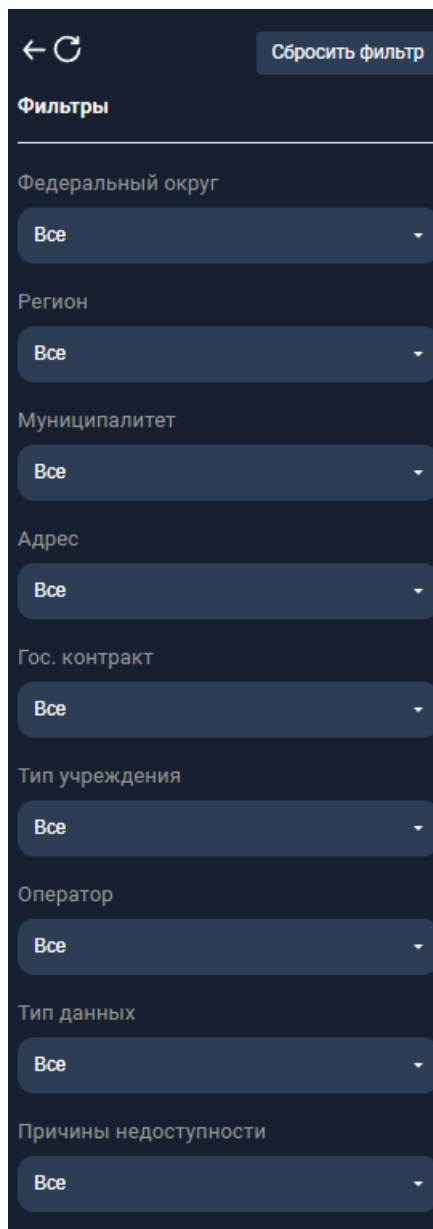 Сбросить фильтр
Фильтры
Федеральный округ
Все
Регион
Все
Муниципалитет
Все
Адрес
Все
Гос. контракт
Все
Тип учреждения
Все
Оператор
Все
Тип данных
Все
Причины недоступности
Все